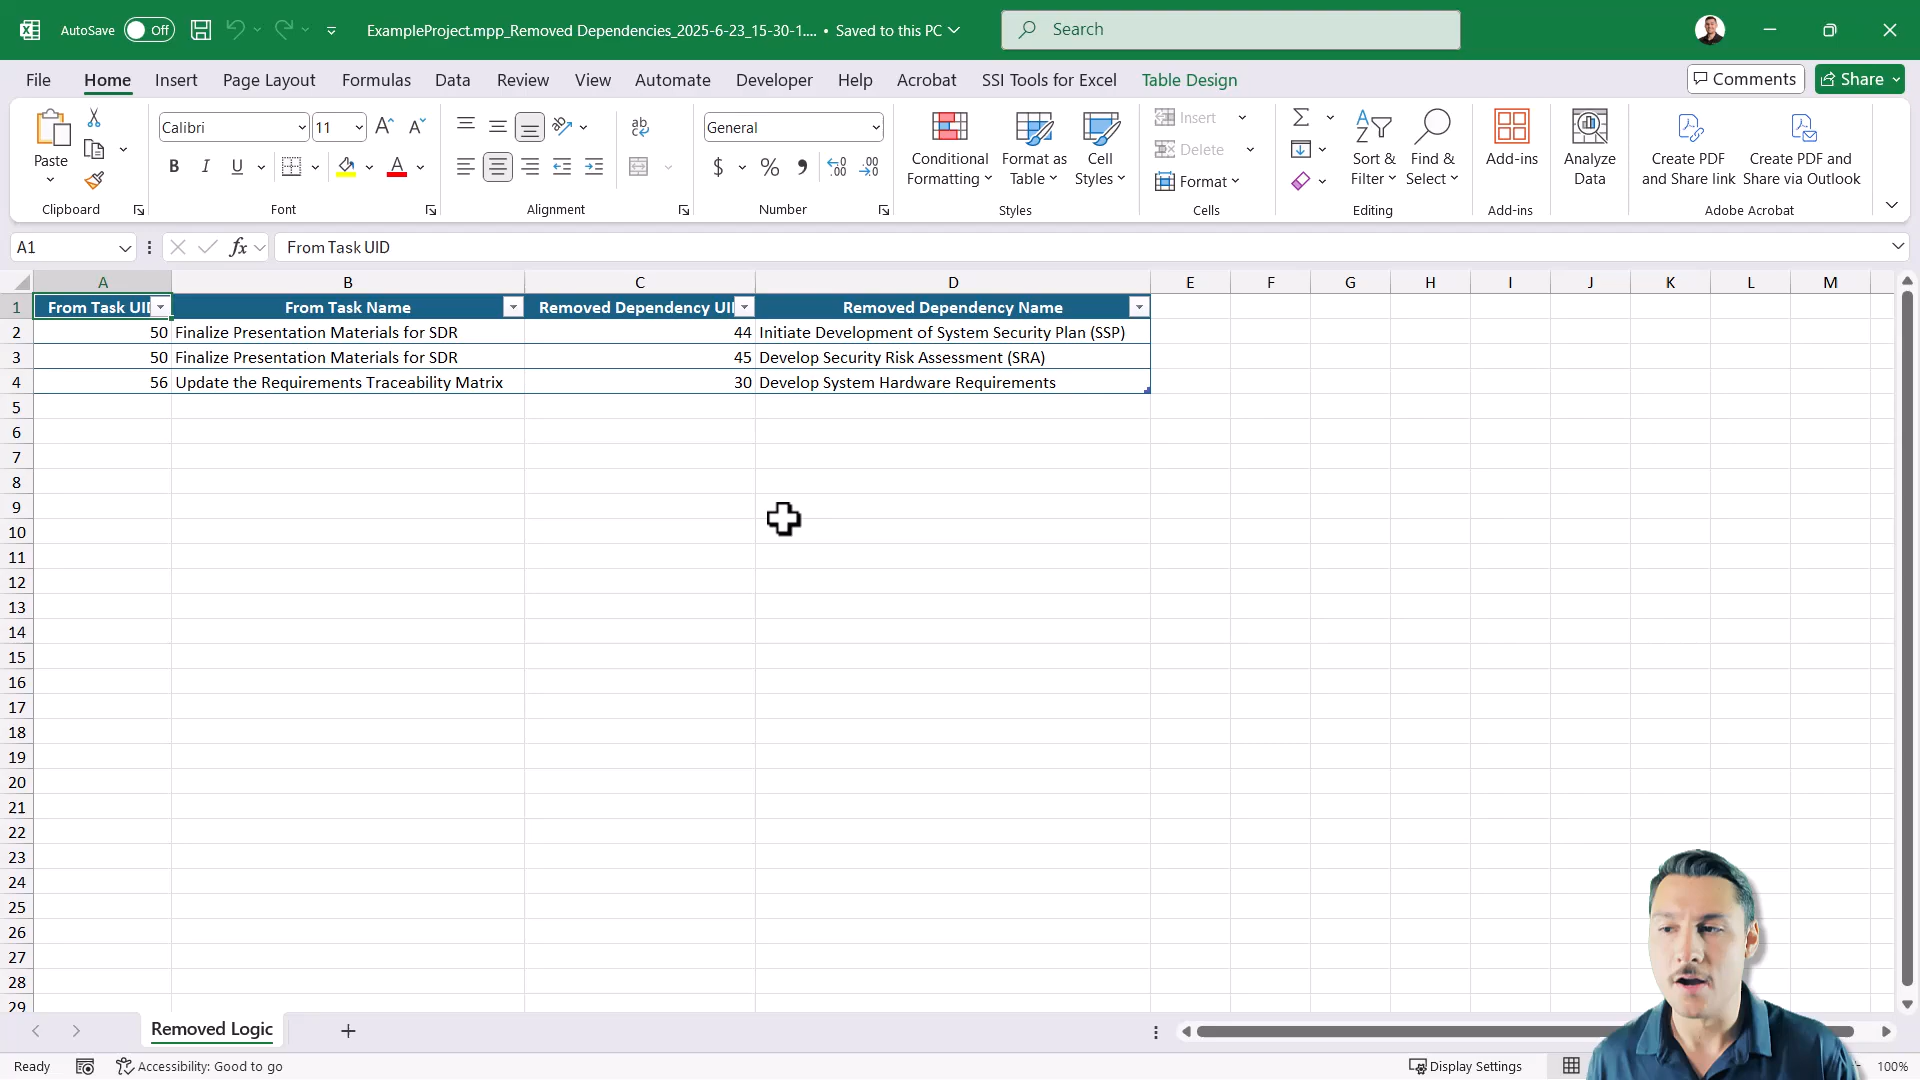 AutoSave Off ExampleProject.mpp_Removed Dependencies_2025-6-23_15-30-1.... • Saved to this PC Search
File Home Insert Page Layout Formulas Data Review View Automate Developer Help Acrobat SSI Tools for Excel Table Design Comments Share
Paste
Clipboard
Calibri 11
B I U A
Font
ab
c
Alignment
General
$ % , .00 .00
Number
Conditional Formatting
Format as Table
Cell Styles
Styles
Insert
Delete
Format
Cells
Sort & Filter
Find & Select
Editing
Add-ins
Add-ins
Analyze Data
Create PDF and Share link
Create PDF and Share via Outlook
Adobe Acrobat
A1 fx From Task UID
A B C D E F G H I J K L M
1 From Task UI From Task Name Removed Dependency UI Removed Dependency Name
2 50 Finalize Presentation Materials for SDR 44 Initiate Development of System Security Plan (SSP)
3 50 Finalize Presentation Materials for SDR 45 Develop Security Risk Assessment (SRA)
4 56 Update the Requirements Traceability Matrix 30 Develop System Hardware Requirements
5
6
7
8
9
10
11
12
13
14
15
16
17
18
19
20
21
22
23
24
25
26
27
28
29
Removed Logic
Ready Accessibility: Good to go Display Settings 100%